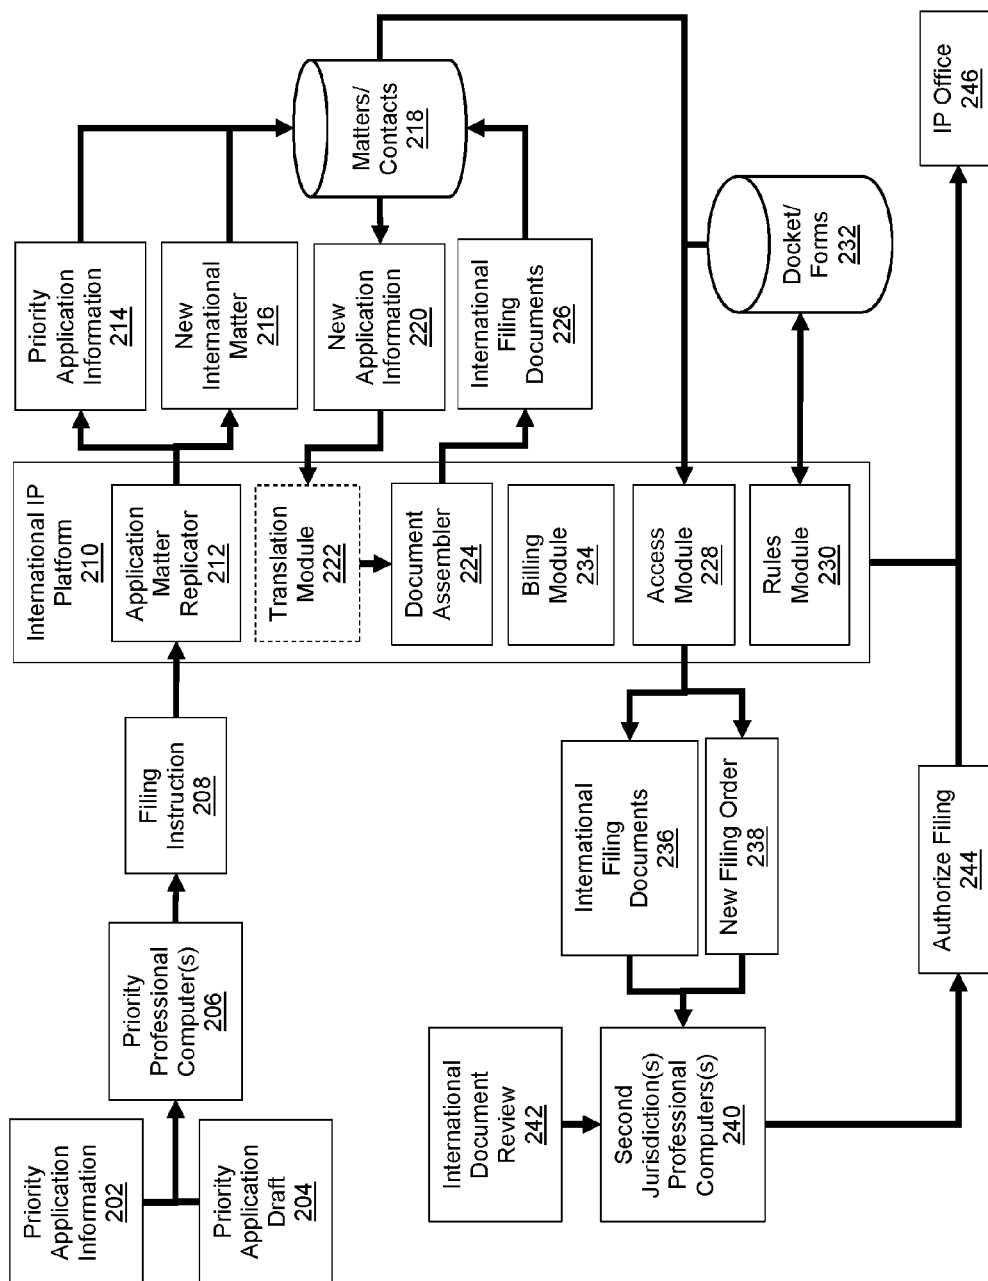 Priority
Application
Information
202
Priority
Application
Draft
204
Priority
Professional
Computer(s)
206
Filing
Instruction
208
International IP
Platform
210
Application
Matter
Replicator
212
Priority
Application
Information
214
New
International
Matter
216
Matters/
Contacts
218
New
Application
Information
220
Translation
Module
222
Document
Assembler
224
International
Filing
Documents
226
Billing
Module
234
Access
Module
228
Rules
Module
230
Docket/
Forms
232
International
Filing
Documents
236
New Filing Order
238
International
Document
Review
242
Second
Jurisdiction(s)
Professional
Computers(s)
240
Authorize Filing
244
IP Office
246